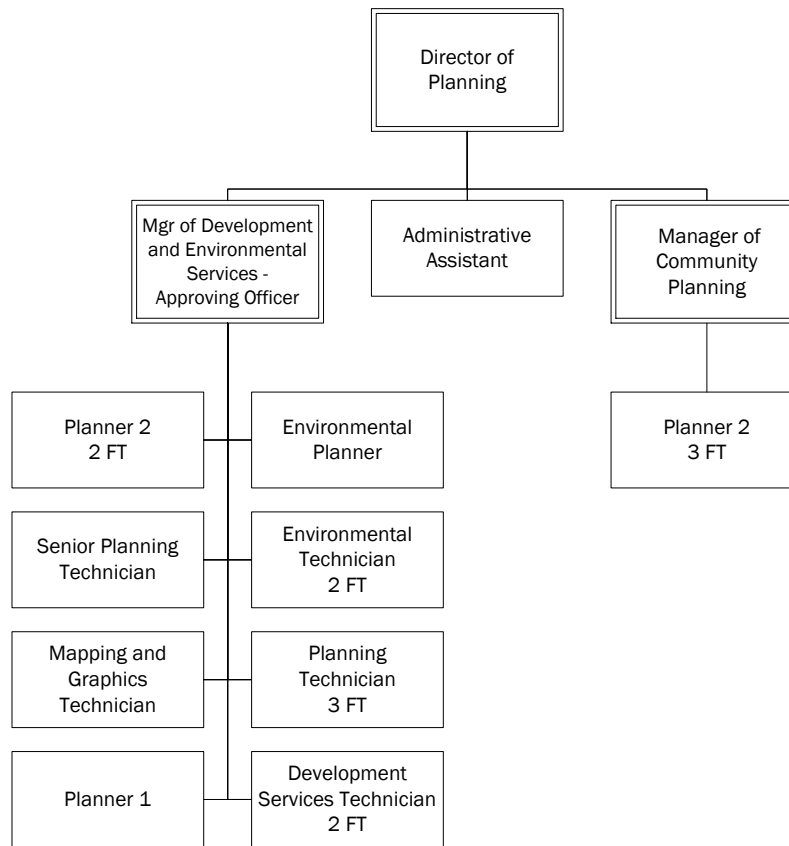 Director of
Planning
Mgr of Development
and Environmental
Services -
Approving Officer
Administrative
Assistant
Manager of
Community
Planning
Planner 2
2 FT
Environmental
Planner
Planner 2
3 FT
Senior Planning
Technician
Environmental
Technician
2 FT
Mapping and
Graphics
Technician
Planning
Technician
3 FT
Planner 1
Development
Services Technician
2 FT